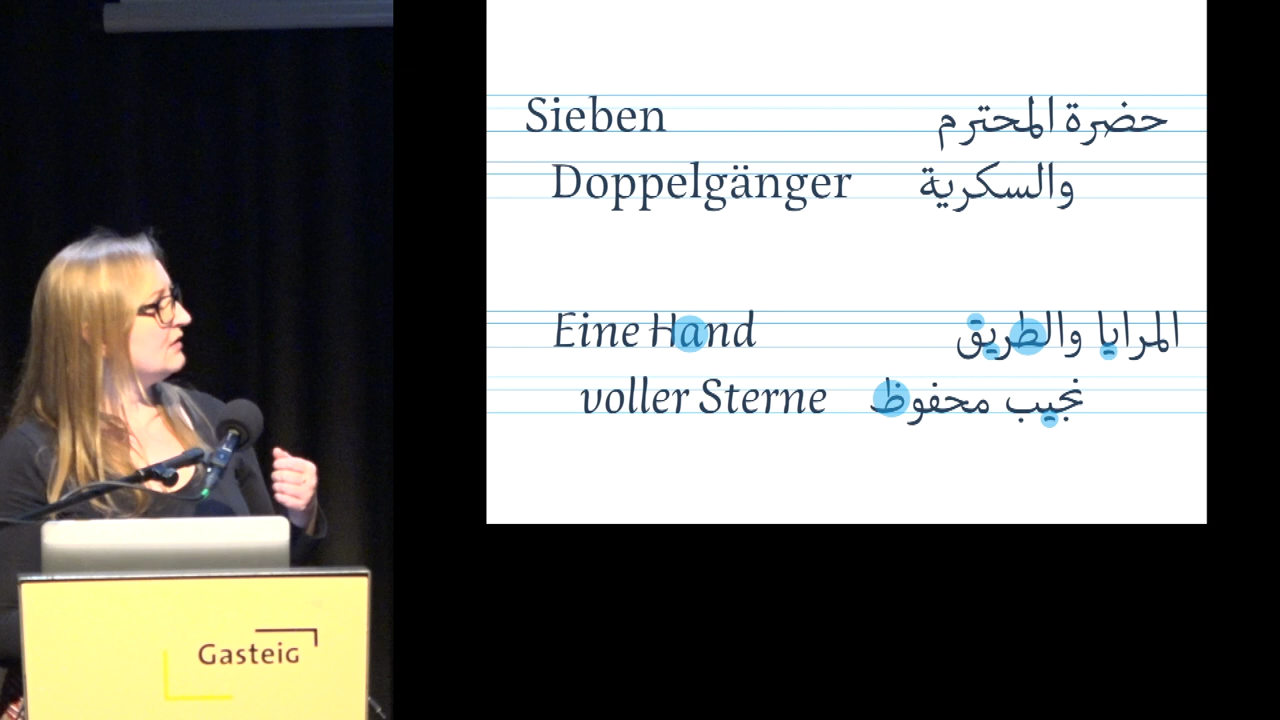 Sieben
حضرة المحترم
Doppelgänger
والسكرية
Eine Hand
المرايا والطريق
voller Sterne
نجيب محفوظ
Gasteig